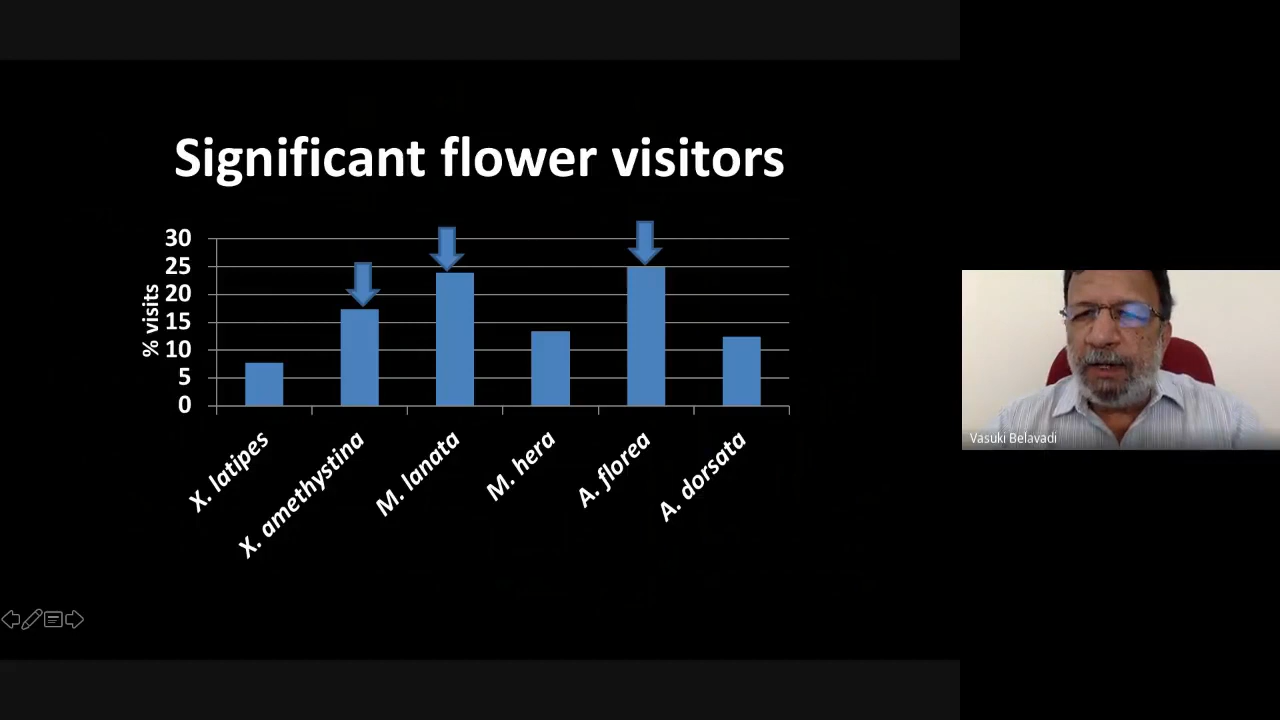 Significant flower visitors
30
25
20
15
10
5
0
% visits
X. latipes
X. amethystina
M. lanata
M. hera
A. florea
A. dorsata
Vasuki Belavadi